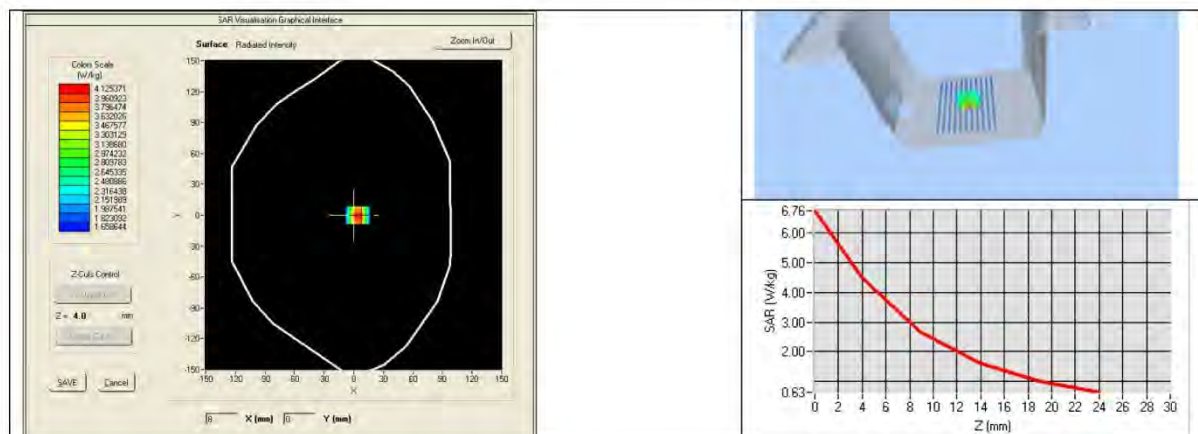 SAR Visualisation Graphical Interface
Surface Radiated Intensity
Zoom In/Out
Colors Scale
(W/kg)
4.125371
3.960923
3.796474
3.632026
3.467577
3.303129
3.138680
2.974232
2.809783
2.645335
2.480886
2.316438
2.151989
1.987541
1.823092
1.658644
150
120
90
60
30
0
30
60
90
120
150
Y
-150 -120 -90 -60 -30 0 30 60 90 120 150
X
Z-Cuts Control
Z = 4.0 mm
SAVE
Cancel
8 X (mm) 0 Y (mm)
6.76
6.00
5.00
4.00
3.00
2.00
0.63
SAR (W/kg)
0 2 4 6 8 10 12 14 16 18 20 22 24 26 28 30
Z (mm)